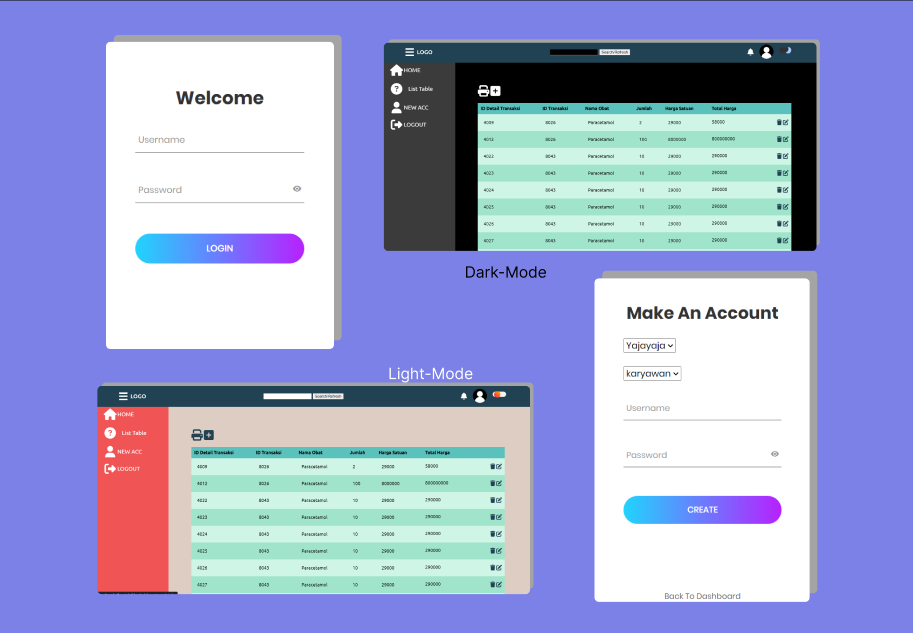 Welcome
Username
Password
LOGIN
LOGO
Search/Refresh
HOME
List Table
NEW ACC
LOGOUT
ID Detail Transaksi ID Transaksi Nama Obat Jumlah Harga Satuan Total Harga
4009 8026 Paracetamol 2 29000 58000
4012 8026 Paracetamol 100 8000000 800000000
4022 8043 Paracetamol 10 29000 290000
4023 8043 Paracetamol 10 29000 290000
4024 8043 Paracetamol 10 29000 290000
4025 8043 Paracetamol 10 29000 290000
4026 8043 Paracetamol 10 29000 290000
4027 8043 Paracetamol 10 29000 290000
Dark-Mode
Light-Mode
LOGO
Search/Refresh
HOME
List Table
NEW ACC
LOGOUT
ID Detail Transaksi ID Transaksi Nama Obat Jumlah Harga Satuan Total Harga
4009 8026 Paracetamol 2 29000 58000
4012 8026 Paracetamol 100 8000000 800000000
4022 8043 Paracetamol 10 29000 290000
4023 8043 Paracetamol 10 29000 290000
4024 8043 Paracetamol 10 29000 290000
4025 8043 Paracetamol 10 29000 290000
4026 8043 Paracetamol 10 29000 290000
4027 8043 Paracetamol 10 29000 290000
Make An Account
Yajayaja
karyawan
Username
Password
CREATE
Back To Dashboard